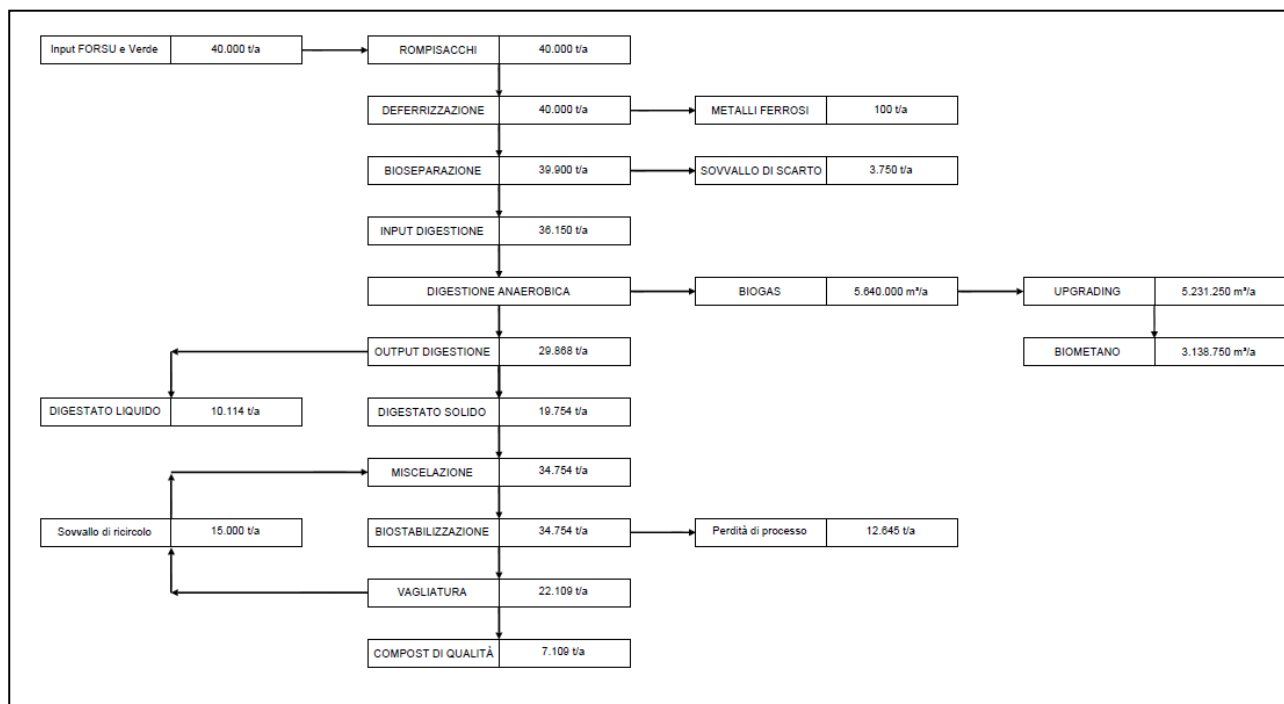 Input FORSU e Verde 40.000 t/a ROMPISACCHI 40.000 t/a
DEFERRIZZAZIONE 40.000 t/a METALLI FERROSI 100 t/a
BIOSEPARAZIONE 39.900 t/a SOVVALLO DI SCARTO 3.750 t/a
INPUT DIGESTIONE 36.150 t/a
DIGESTIONE ANAEROBICA BIOGAS 5.640.000 m³/a UPGRADING 5.231.250 m³/a
OUTPUT DIGESTIONE 29.868 t/a BIOMETANO 3.138.750 m³/a
DIGESTATO LIQUIDO 10.114 t/a DIGESTATO SOLIDO 19.754 t/a
MISCELAZIONE 34.754 t/a
Sovvallo di ricircolo 15.000 t/a BIOSTABILIZZAZIONE 34.754 t/a Perdità di processo 12.645 t/a
VAGLIATURA 22.109 t/a
COMPOST DI QUALITÀ 7.109 t/a